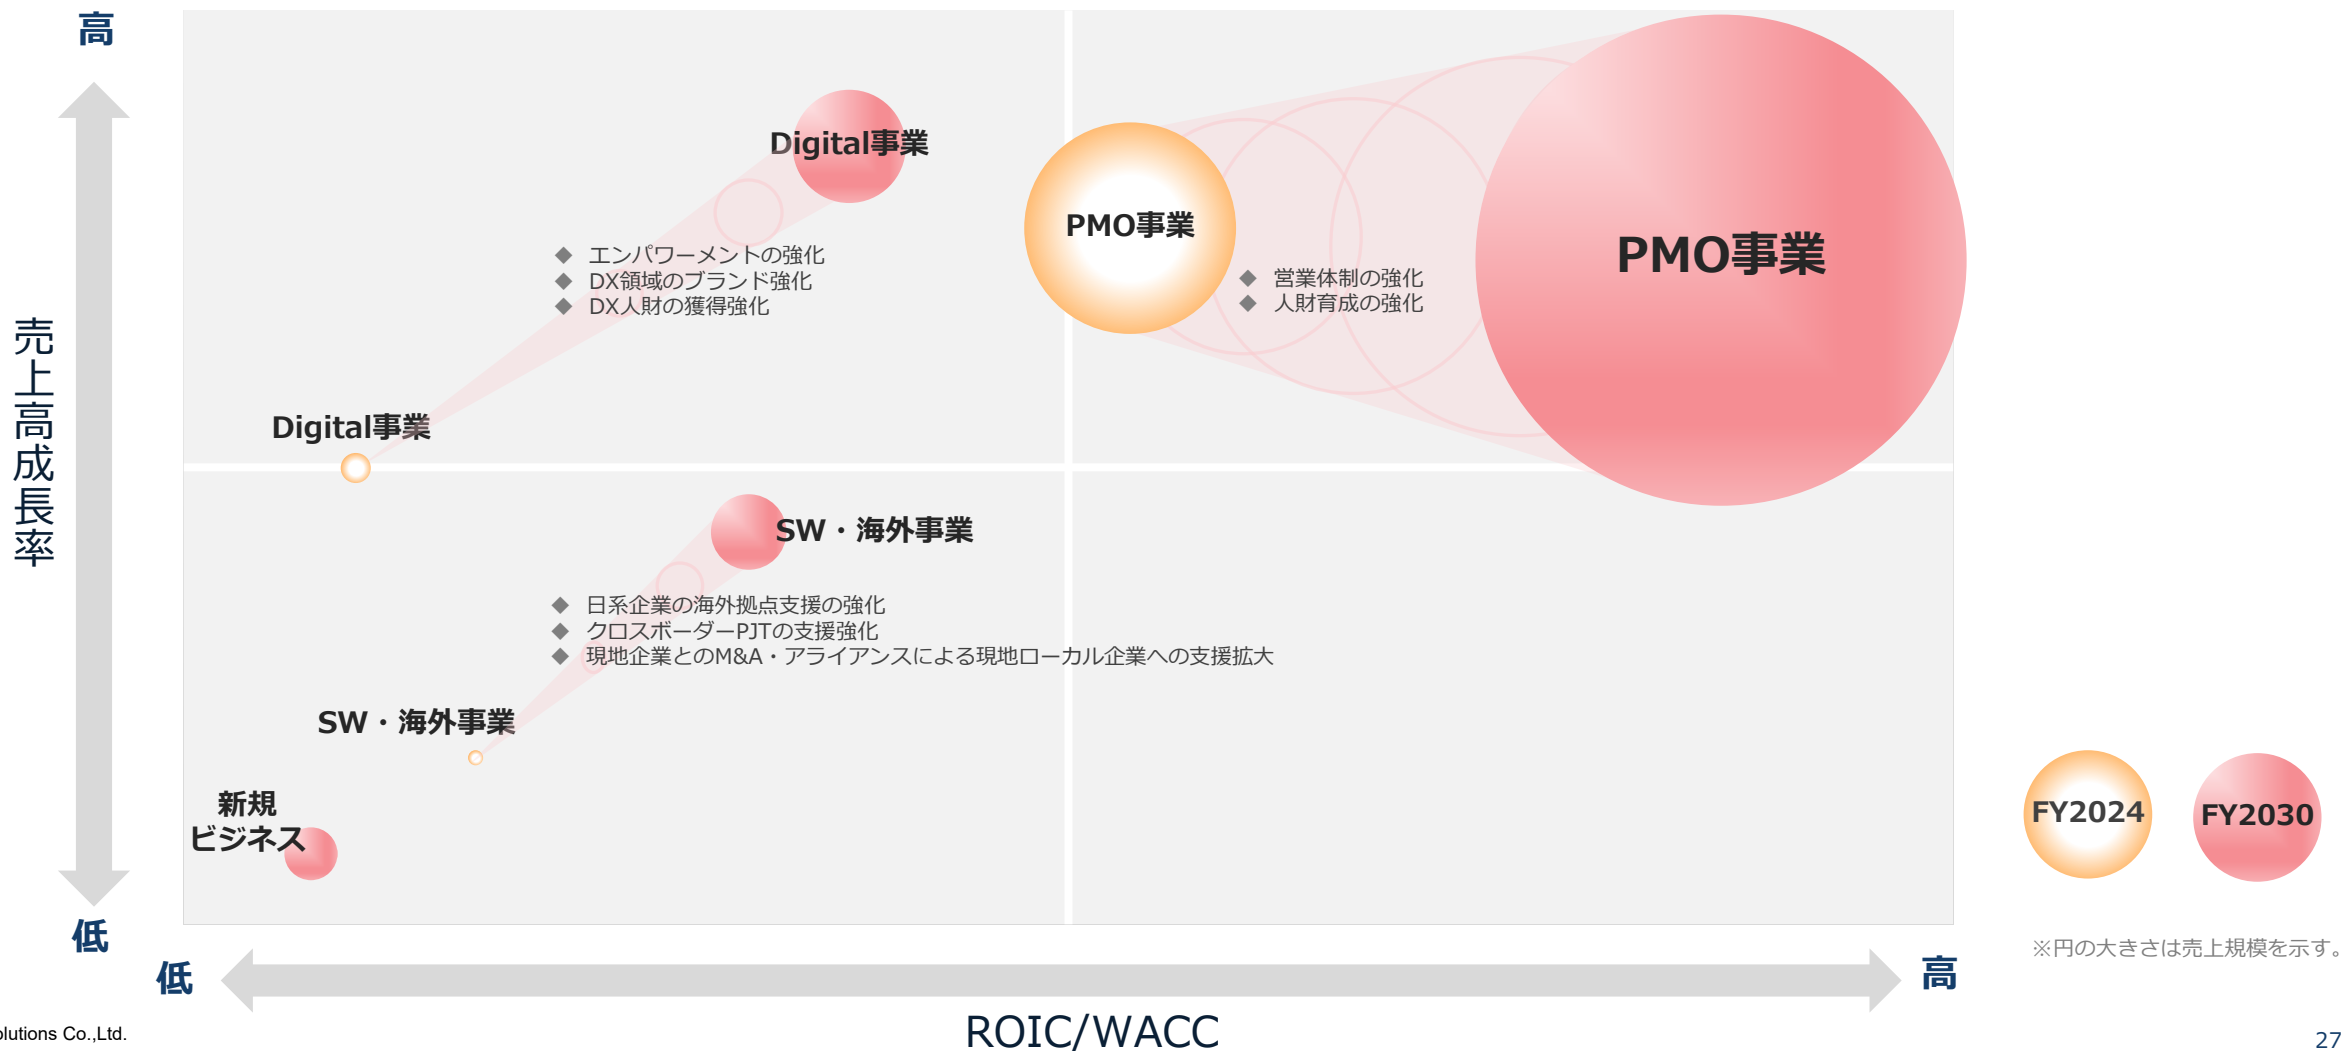 高
売上高成長率
低
Digital事業
PMO事業
PMO事業
◆ エンパワーメントの強化
◆ DX領域のブランド強化
◆ DX人財の獲得強化
◆ 営業体制の強化
◆ 人財育成の強化
Digital事業
SW・海外事業
◆ 日系企業の海外拠点支援の強化
◆ クロスボーダーPJTの支援強化
◆ 現地企業とのM&A・アライアンスによる現地ローカル企業への支援拡大
SW・海外事業
新規
ビジネス
FY2024
FY2030
※円の大きさは売上規模を示す。
低
高
ROIC/WACC
olutions Co.,Ltd.
27